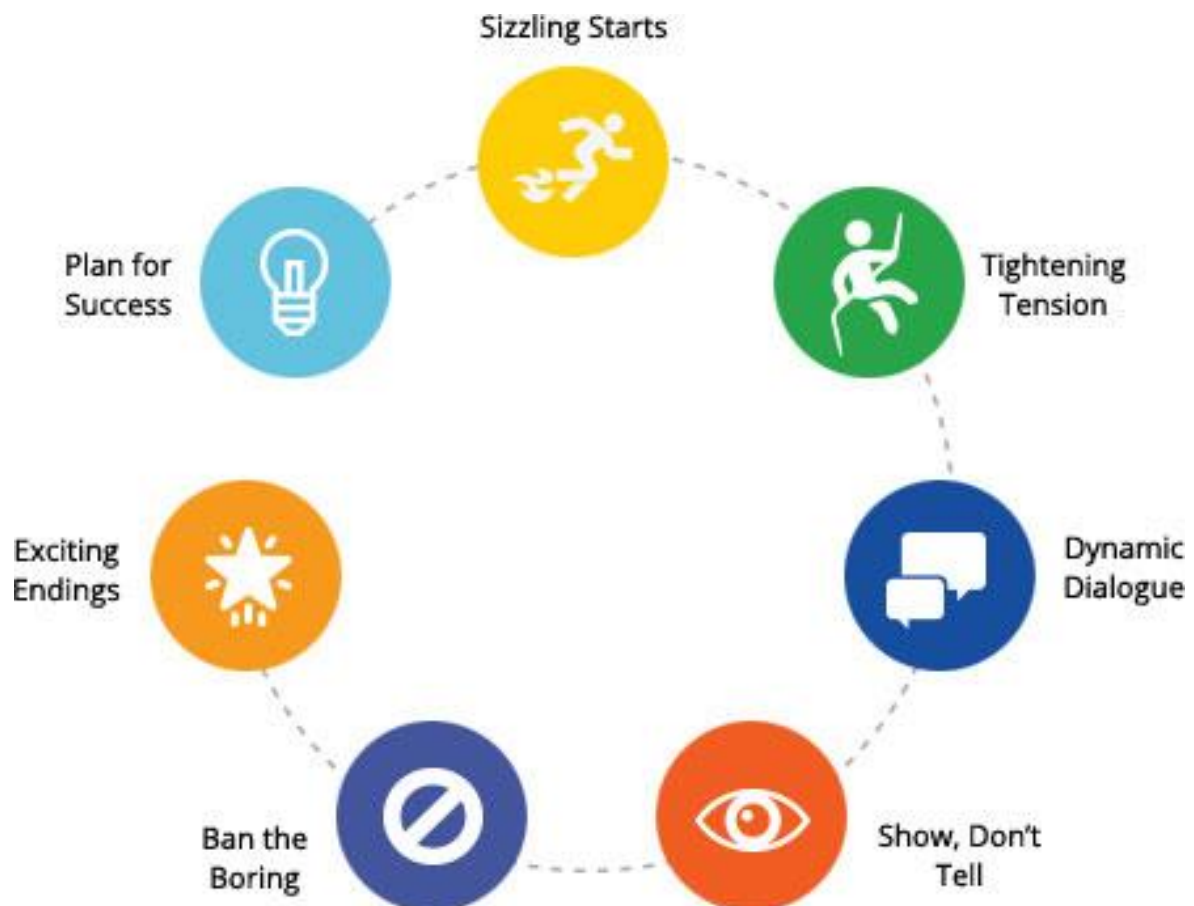 Sizzling Starts
Plan for
Success
Tightening
Tension
Exciting
Endings
Dynamic
Dialogue
Ban the
Boring
Show, Don’t
Tell